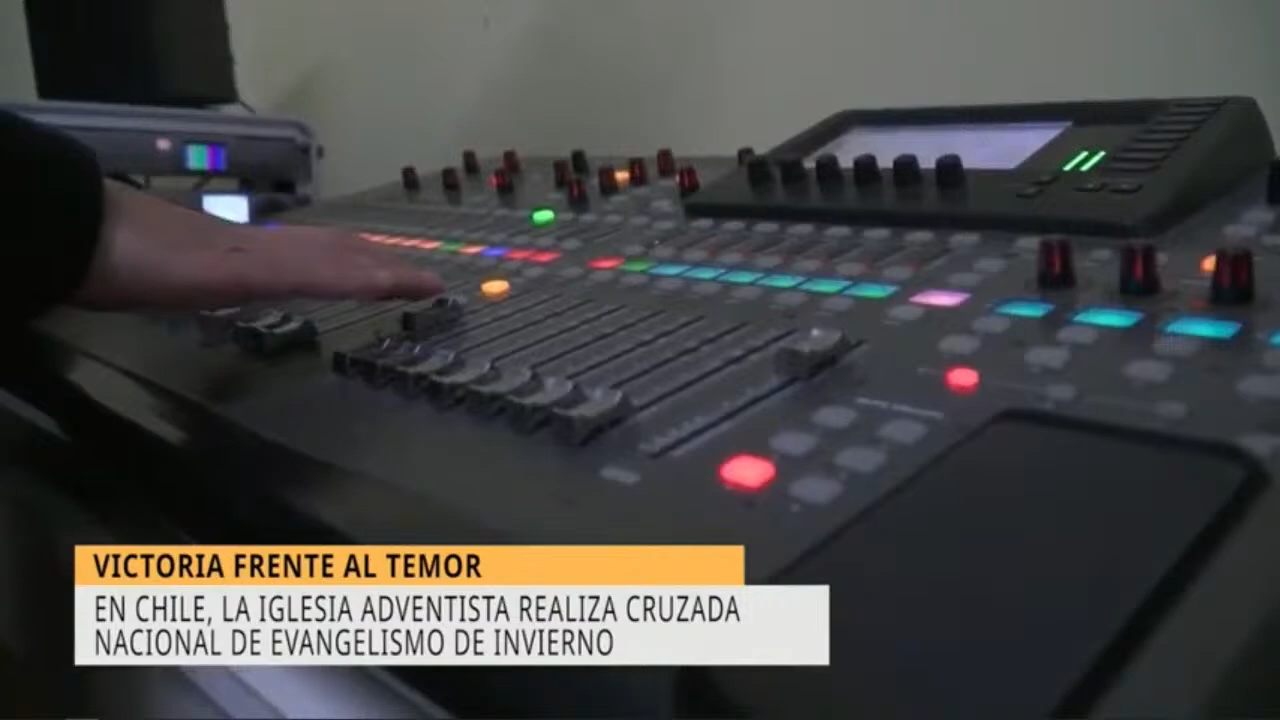 VICTORIA FRENTE AL TEMOR
EN CHILE, LA IGLESIA ADVENTISTA REALIZA CRUZADA
NACIONAL DE EVANGELISMO DE INVIERNO